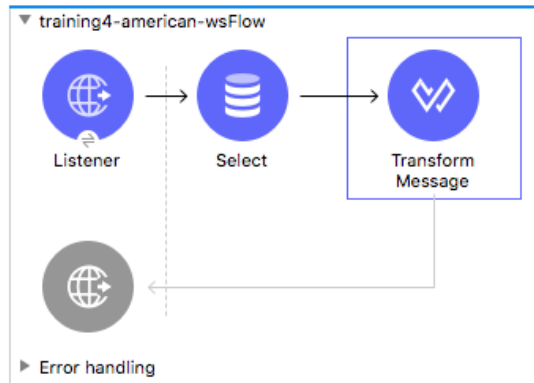 training4-american-wsFlow
Listener
Select
Transform
Message
Error handling